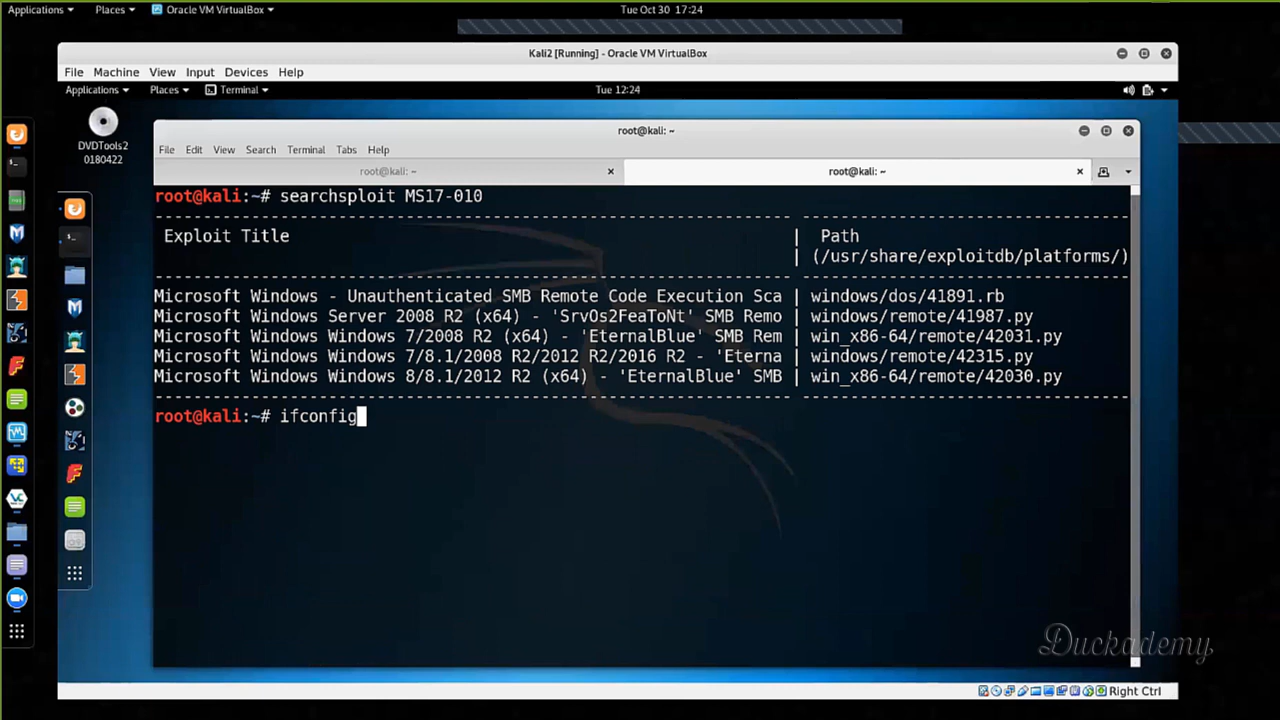 Applications Places Oracle VM VirtualBox Tue Oct 30 17:24
Kali2 [Running] - Oracle VM VirtualBox
File Machine View Input Devices Help
Applications Places Terminal Tue 12:24
DVDTools2
0180422
root@kali: ~
File Edit View Search Terminal Tabs Help
root@kali: ~ root@kali: ~
root@kali:~# searchsploit MS17-010
Exploit Title | Path
| (/usr/share/exploitdb/platforms/)
Microsoft Windows - Unauthenticated SMB Remote Code Execution Sca | windows/dos/41891.rb
Microsoft Windows Server 2008 R2 (x64) - 'SrvOs2FeaToNt' SMB Remo | windows/remote/41987.py
Microsoft Windows Windows 7/2008 R2 (x64) - 'EternalBlue' SMB Rem | win_x86-64/remote/42031.py
Microsoft Windows Windows 7/8.1/2008 R2/2012 R2/2016 R2 - 'Eterna | windows/remote/42315.py
Microsoft Windows Windows 8/8.1/2012 R2 (x64) - 'EternalBlue' SMB | win_x86-64/remote/42030.py
root@kali:~# ifconfig
Duckademy
Right Ctrl